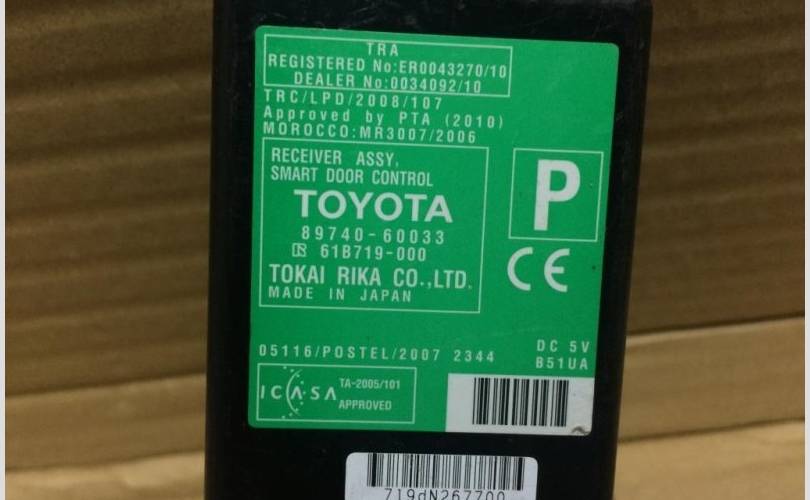 TRA
REGISTERED No:ER0043270/10
DEALER No:0034092/10
TRC/LPD/2008/107
Approved by PTA (2010)
MOROCCO:MR3007/2006
RECEIVER ASSY,
SMART DOOR CONTROL
TOYOTA
89740-60033
61B719-000
TOKAI RIKA CO.,LTD.
MADE IN JAPAN
P
CE
05116/POSTEL/2007 2344
DC 5V
B51UA
ICASA
TA-2005/101
APPROVED
719dN267700